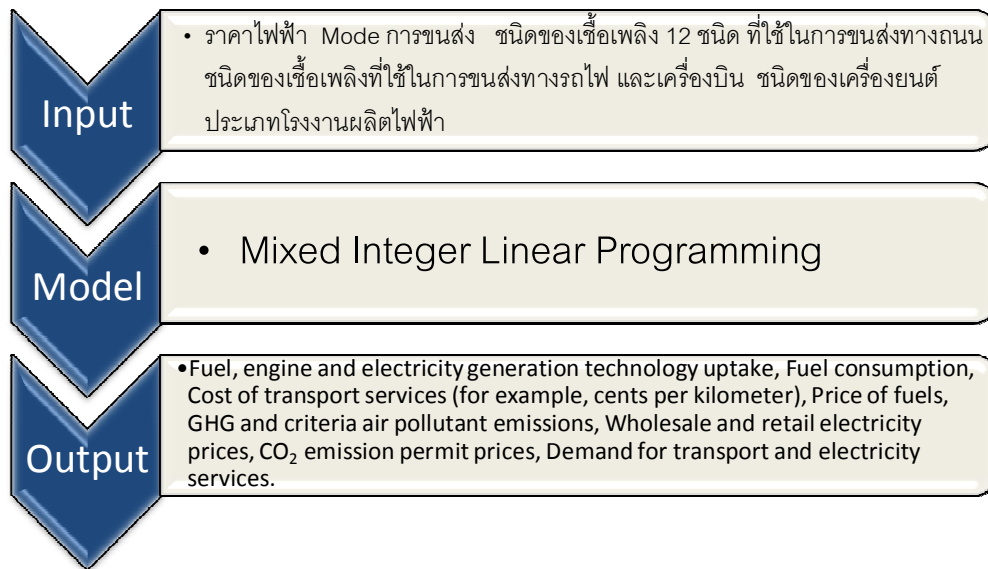 Input
• ราคาไฟฟ้า Mode การขนส่ง ชนิดของเชื้อเพลิง 12 ชนิด ที่ใช้ในการขนส่งทางถนน
ชนิดของเชื้อเพลิงที่ใช้ในการขนส่งทางรถไฟ และเครื่องบิน ชนิดของเครื่องยนต์
ประเภทโรงงานผลิตไฟฟ้า
Model
• Mixed Integer Linear Programming
Output
•Fuel, engine and electricity generation technology uptake, Fuel consumption,
Cost of transport services (for example, cents per kilometer), Price of fuels,
GHG and criteria air pollutant emissions, Wholesale and retail electricity
prices, CO₂ emission permit prices, Demand for transport and electricity
services.